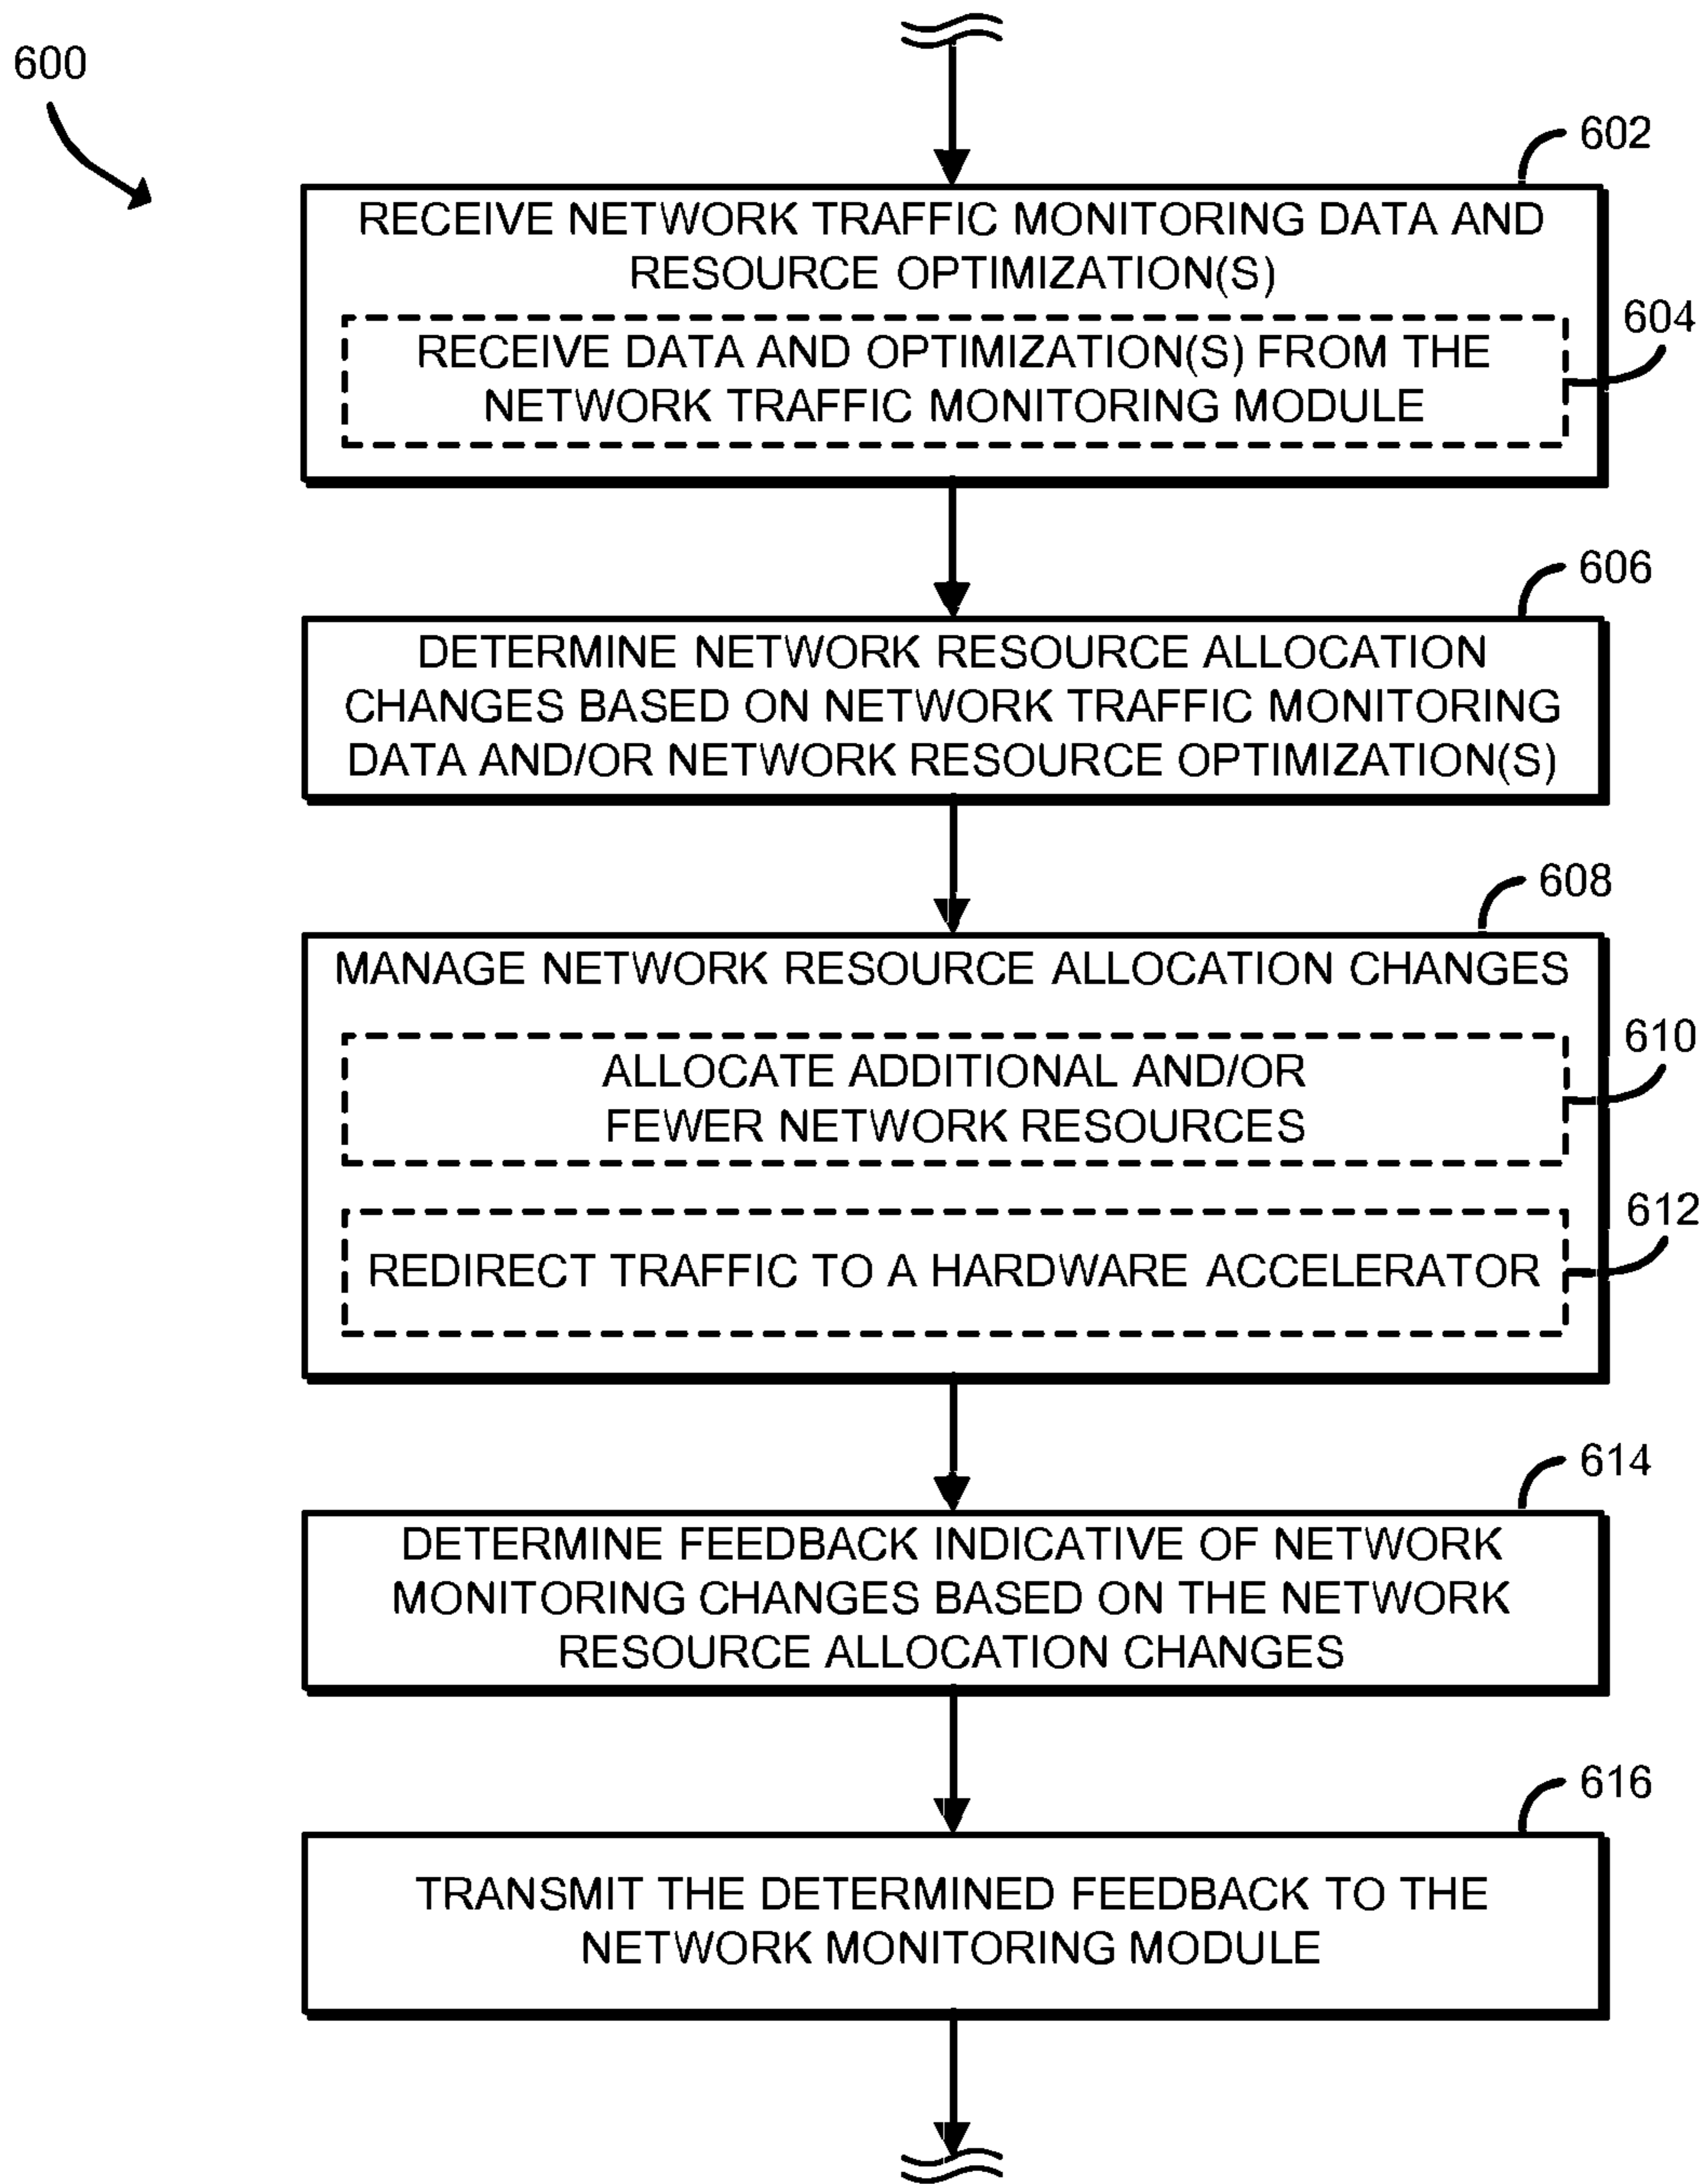 600
602
RECEIVE NETWORK TRAFFIC MONITORING DATA AND
RESOURCE OPTIMIZATION(S)
604
RECEIVE DATA AND OPTIMIZATION(S) FROM THE
NETWORK TRAFFIC MONITORING MODULE
606
DETERMINE NETWORK RESOURCE ALLOCATION
CHANGES BASED ON NETWORK TRAFFIC MONITORING
DATA AND/OR NETWORK RESOURCE OPTIMIZATION(S)
608
MANAGE NETWORK RESOURCE ALLOCATION CHANGES
610
ALLOCATE ADDITIONAL AND/OR
FEWER NETWORK RESOURCES
612
REDIRECT TRAFFIC TO A HARDWARE ACCELERATOR
614
DETERMINE FEEDBACK INDICATIVE OF NETWORK
MONITORING CHANGES BASED ON THE NETWORK
RESOURCE ALLOCATION CHANGES
616
TRANSMIT THE DETERMINED FEEDBACK TO THE
NETWORK MONITORING MODULE